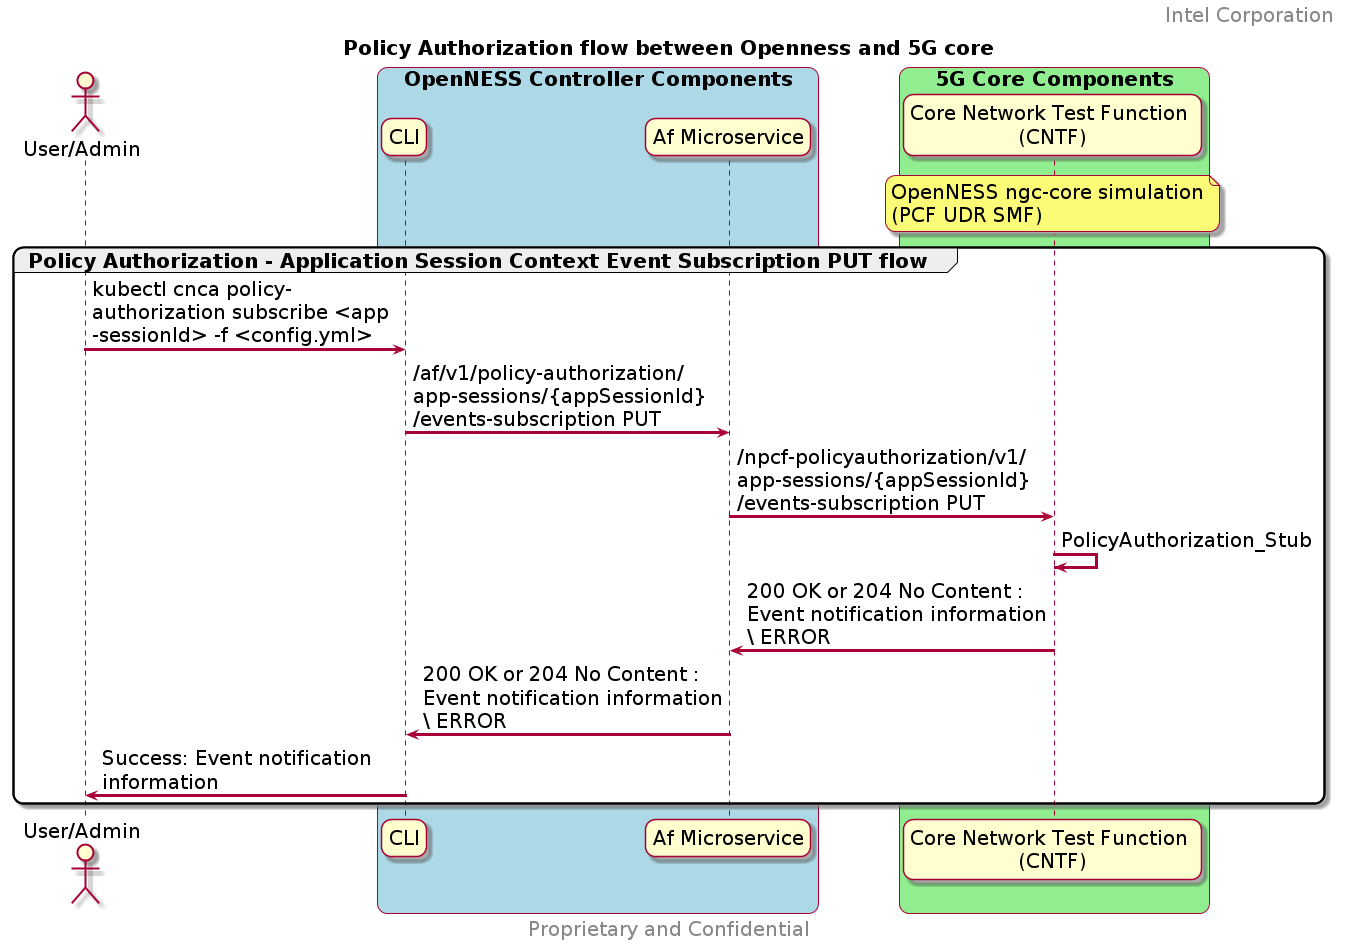 Intel Corporation
Policy Authorization flow between Openness and 5G core
OpenNESS Controller Components
5G Core Components
User/Admin
CLI
Af Microservice
Core Network Test Function
(CNTF)
OpenNESS ngc-core simulation
(PCF UDR SMF)
Policy Authorization - Application Session Context Event Subscription PUT flow
kubectl cnca policy-
authorization subscribe <app
-sessionId> -f <config.yml>
/af/v1/policy-authorization/
app-sessions/{appSessionId}
/events-subscription PUT
/npcf-policyauthorization/v1/
app-sessions/{appSessionId}
/events-subscription PUT
PolicyAuthorization_Stub
200 OK or 204 No Content :
Event notification information
\ ERROR
200 OK or 204 No Content :
Event notification information
\ ERROR
Success: Event notification
information
User/Admin
CLI
Af Microservice
Core Network Test Function
(CNTF)
Proprietary and Confidential